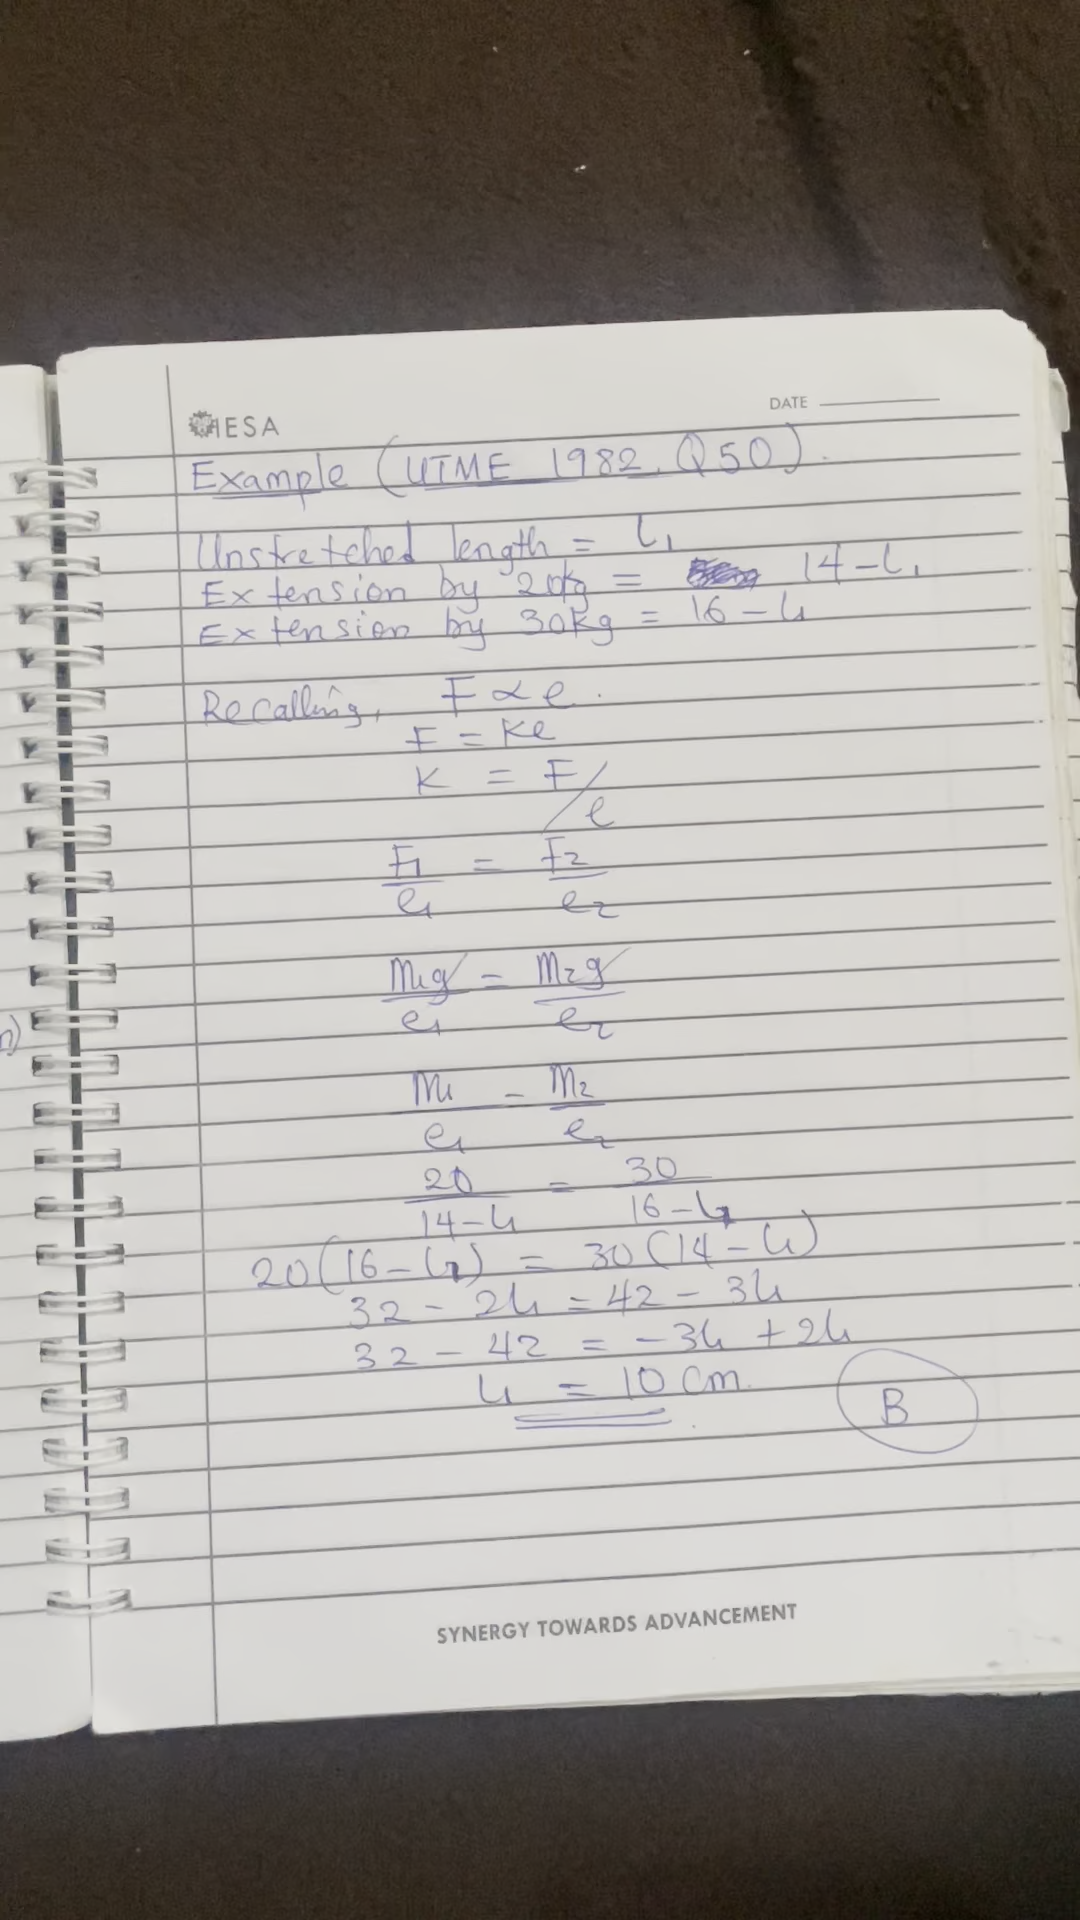 IESA
DATE
Example (UTME 1982, Q50).
Unstretched length = L₁
Extension by 20kg = 14-L₁
Extension by 30kg = 16-L₁
Recalling, F ∝ e.
F = Ke
K = F/e
F₁/e₁ = F₂/e₂
M₁g/e₁ = M₂g/e₂
M₁/e₁ = M₂/e₂
20/14-L₁ = 30/16-L₁
20(16-L₁) = 30(14-L₁)
32 - 2L₁ = 42 - 3L₁
32 - 42 = -3L₁ + 2L₁
L₁ = 10 cm.
B
SYNERGY TOWARDS ADVANCEMENT